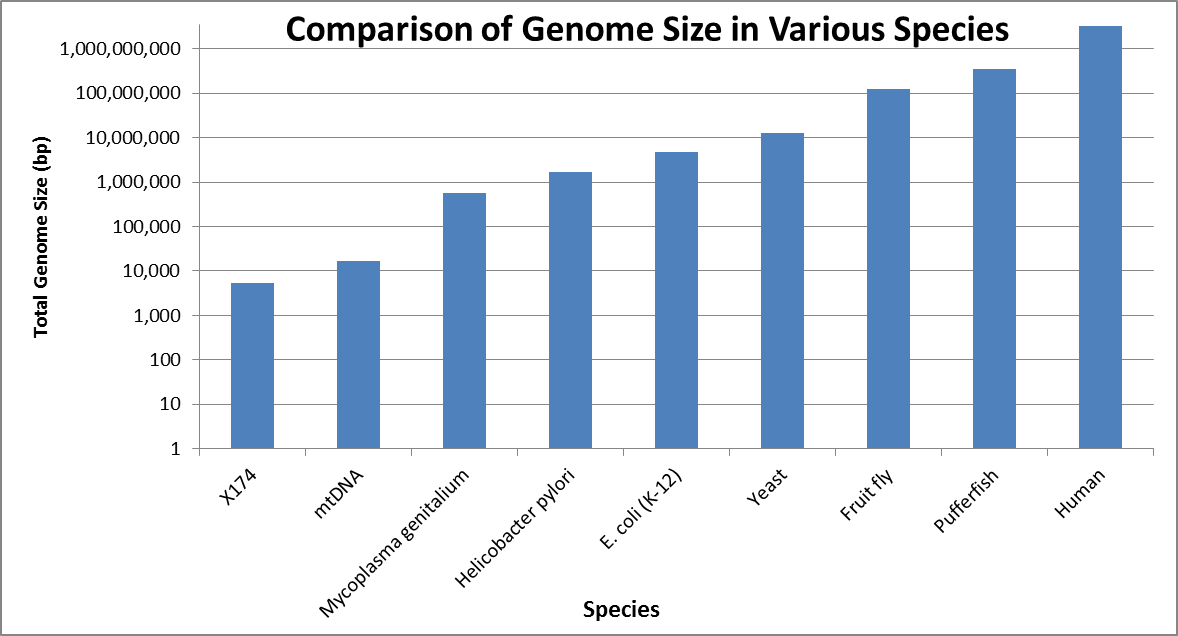 Comparison of Genome Size in Various Species
Total Genome Size (bp)
1,000,000,000
100,000,000
10,000,000
1,000,000
100,000
10,000
1,000
100
10
1
X174
mtDNA
Mycoplasma genitalium
Helicobacter pylori
E. coli (K-12)
Yeast
Fruit fly
Pufferfish
Human
Species